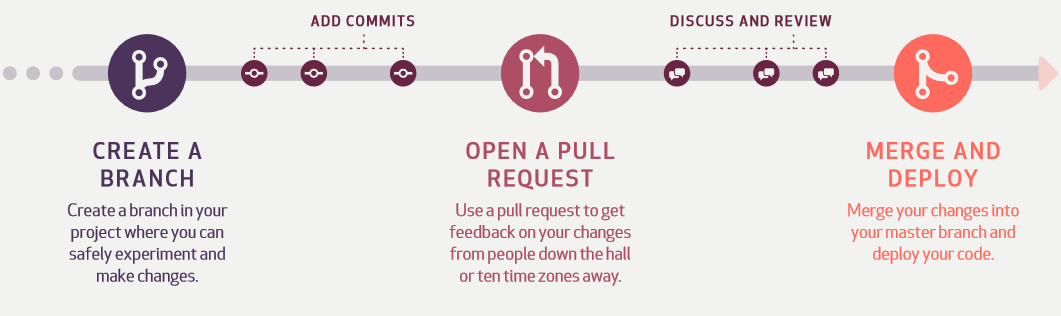 ADD COMMITS
DISCUSS AND REVIEW
CREATE A
BRANCH
Create a branch in your
project where you can
safely experiment and
make changes.
OPEN A PULL
REQUEST
Use a pull request to get
feedback on your changes
from people down the hall
or ten time zones away.
MERGE AND
DEPLOY
Merge your changes into
your master branch and
deploy your code.